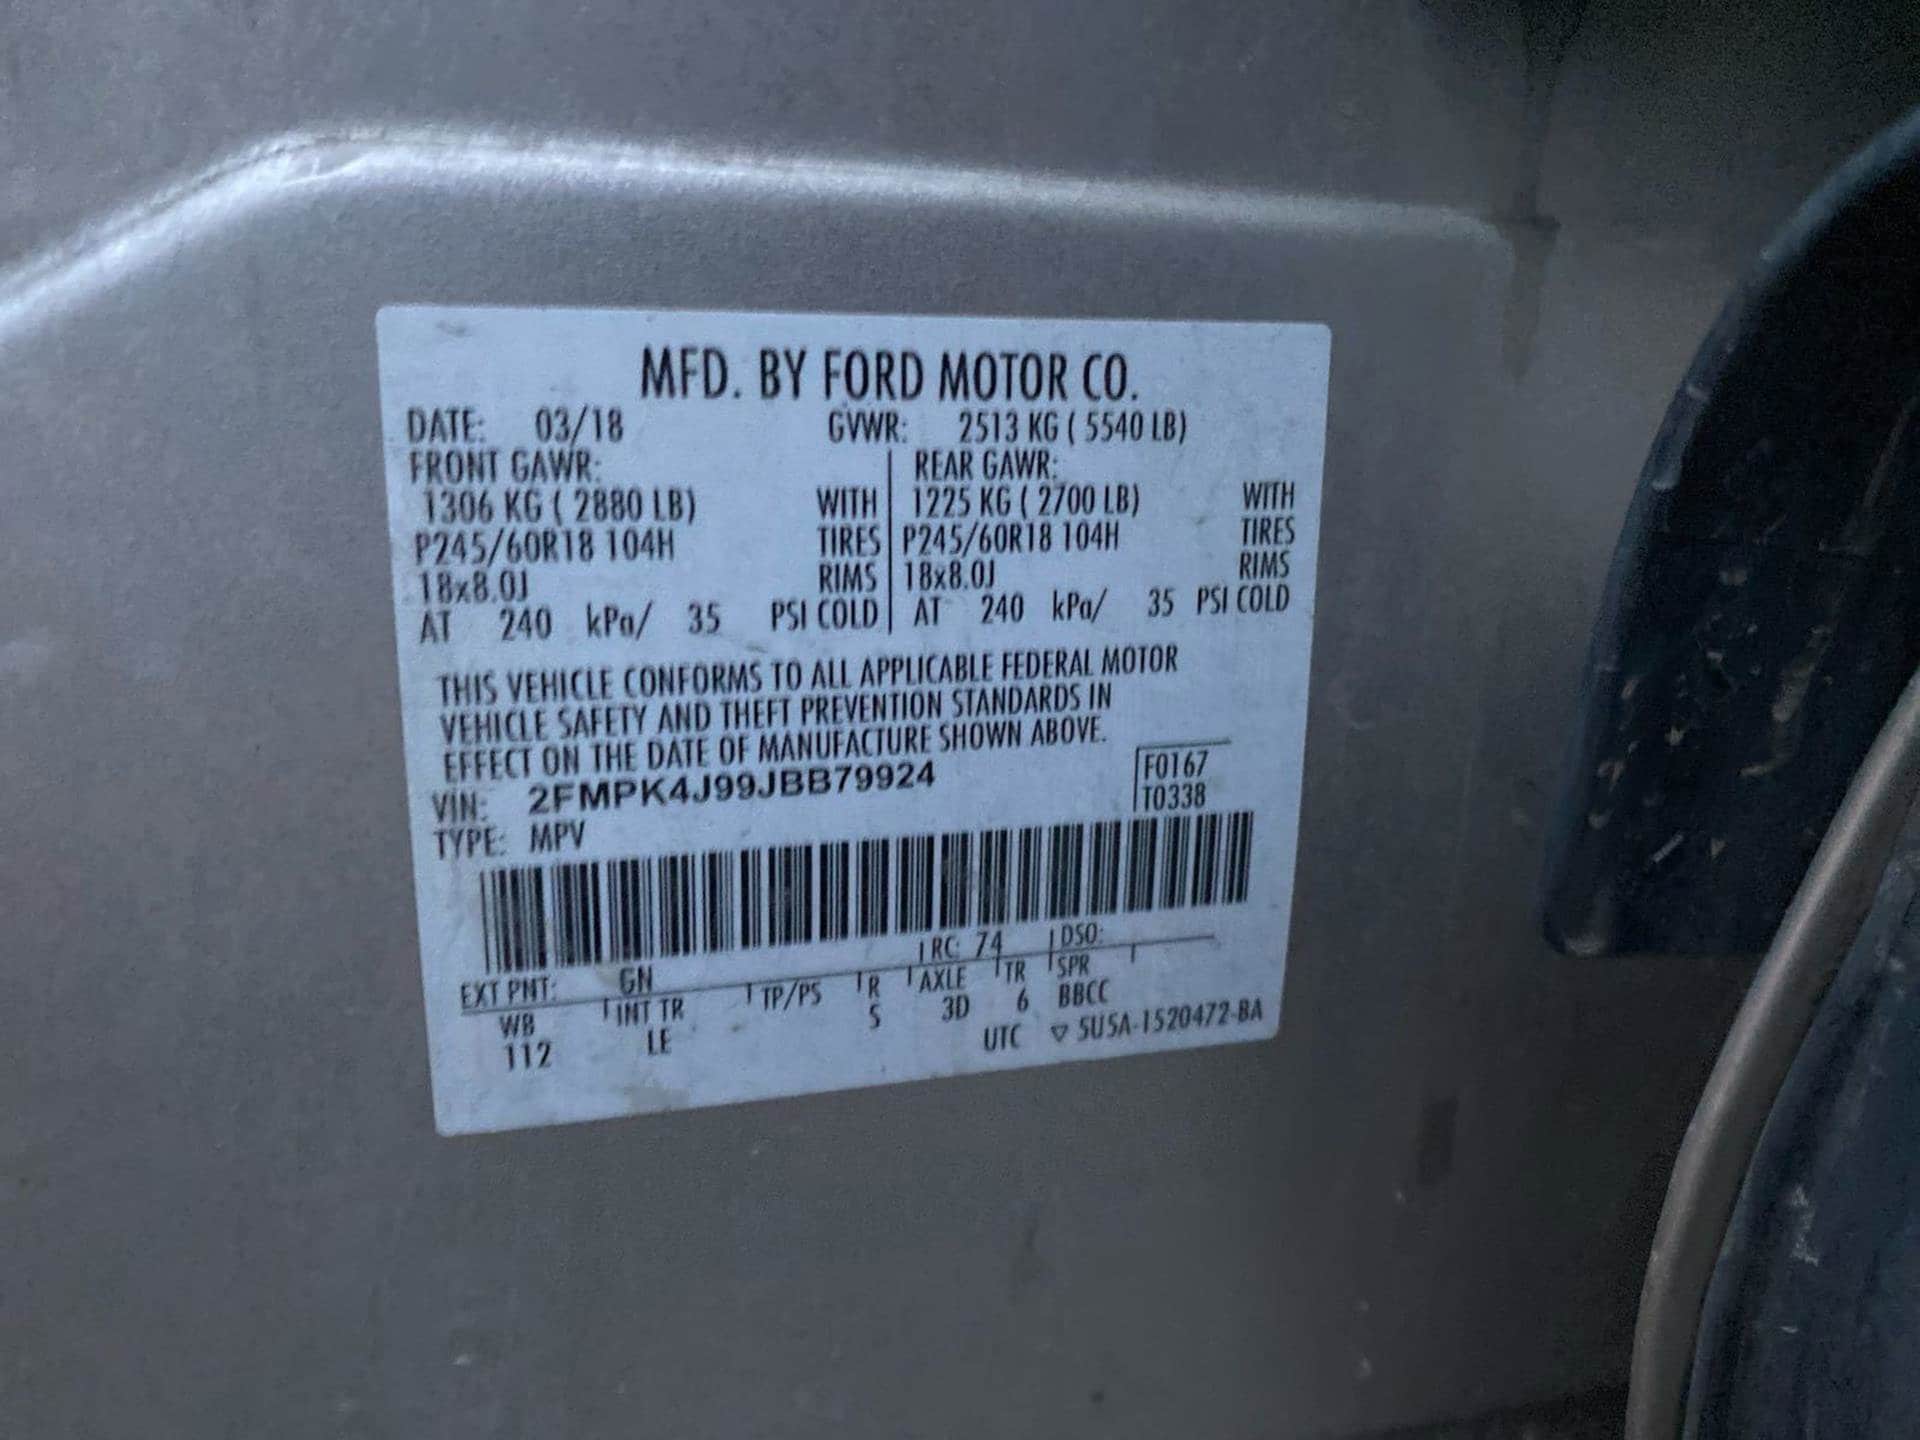 MFD. BY FORD MOTOR CO.
DATE: 03/18 GVWR: 2513 KG ( 5540 LB)
FRONT GAWR: REAR GAWR:
1306 KG ( 2880 LB) WITH 1225 KG ( 2700 LB) WITH
P245/60R18 104H TIRES P245/60R18 104H TIRES
18x8.0J RIMS 18x8.0J RIMS
AT 240 kPa/ 35 PSI COLD AT 240 kPa/ 35 PSI COLD
THIS VEHICLE CONFORMS TO ALL APPLICABLE FEDERAL MOTOR
VEHICLE SAFETY AND THEFT PREVENTION STANDARDS IN
EFFECT ON THE DATE OF MANUFACTURE SHOWN ABOVE.
VIN: 2FMPK4J99JBB79924 F0167
TYPE: MPV T0338
EXT PNT: GN RC: 74 DSO:
WB INT TR TP/PS R AXLE TR SPR
112 LE S 3D 6 BBCC
UTC ▽ 5U5A-1520472-BA